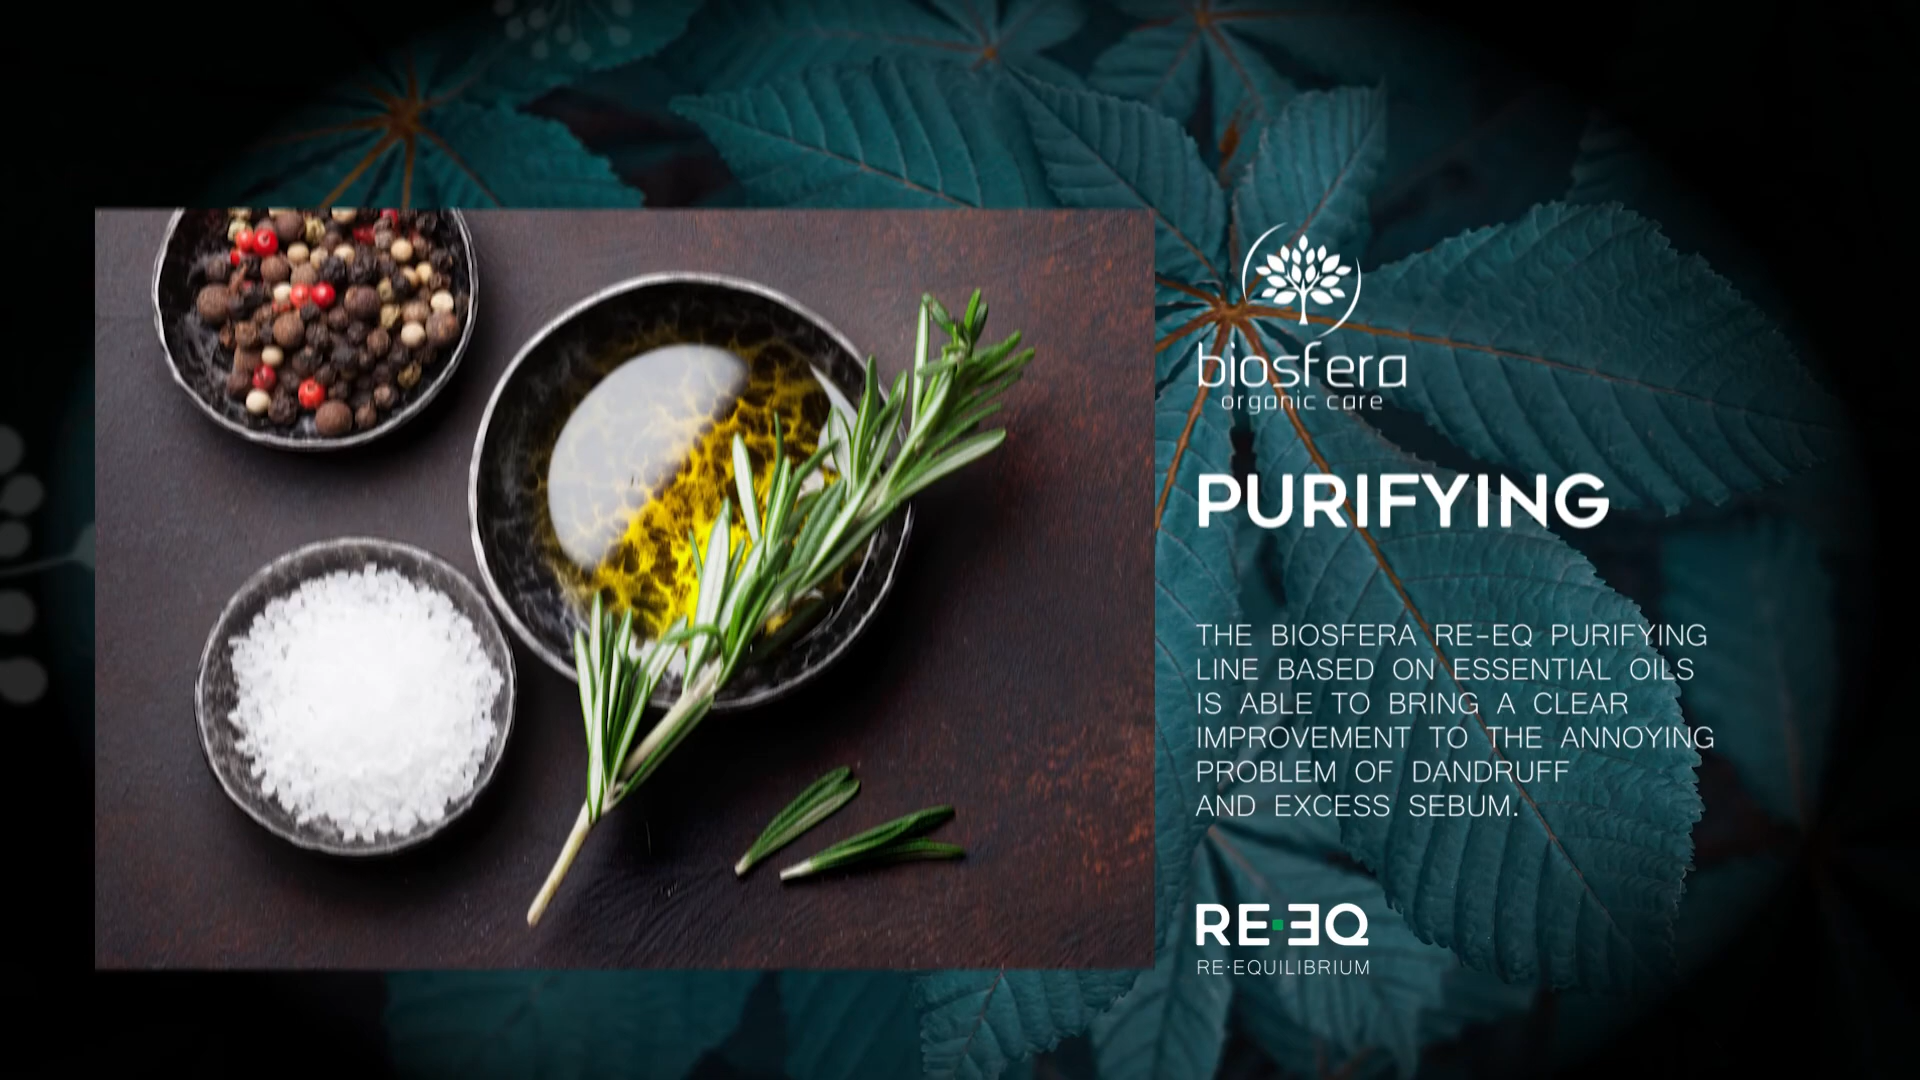 biosfera
organic care
PURIFYING
THE BIOSFERA RE-EQ PURIFYING
LINE BASED ON ESSENTIAL OILS
IS ABLE TO BRING A CLEAR
IMPROVEMENT TO THE ANNOYING
PROBLEM OF DANDRUFF
AND EXCESS SEBUM.
RE·EQ
RE·EQUILIBRIUM